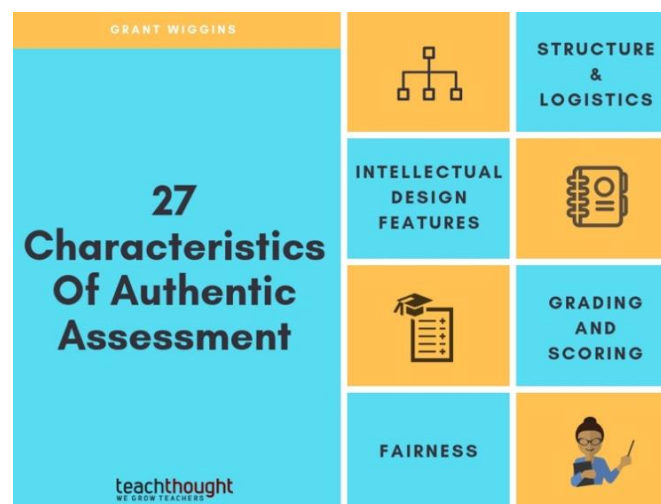 GRANT WIGGINS
27
Characteristics
Of Authentic
Assessment
teachthought
WE GROW TEACHERS
STRUCTURE
&
LOGISTICS
INTELLECTUAL
DESIGN
FEATURES
GRADING
AND
SCORING
FAIRNESS